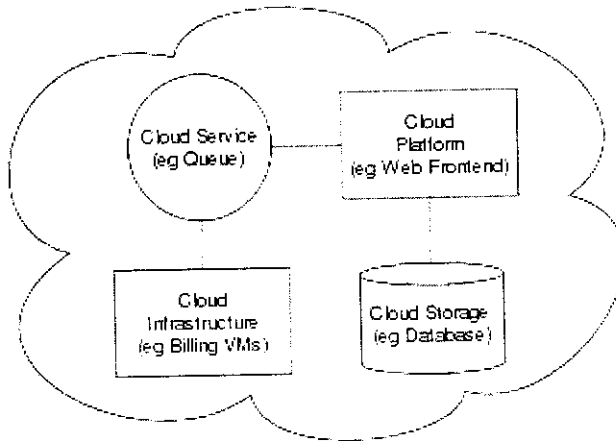 Cloud Service
(eg Queue)
Cloud
Platform
(eg Web Frontend)
Cloud
Infrastructure
(eg Billing VMs)
Cloud Storage
(eg Database)